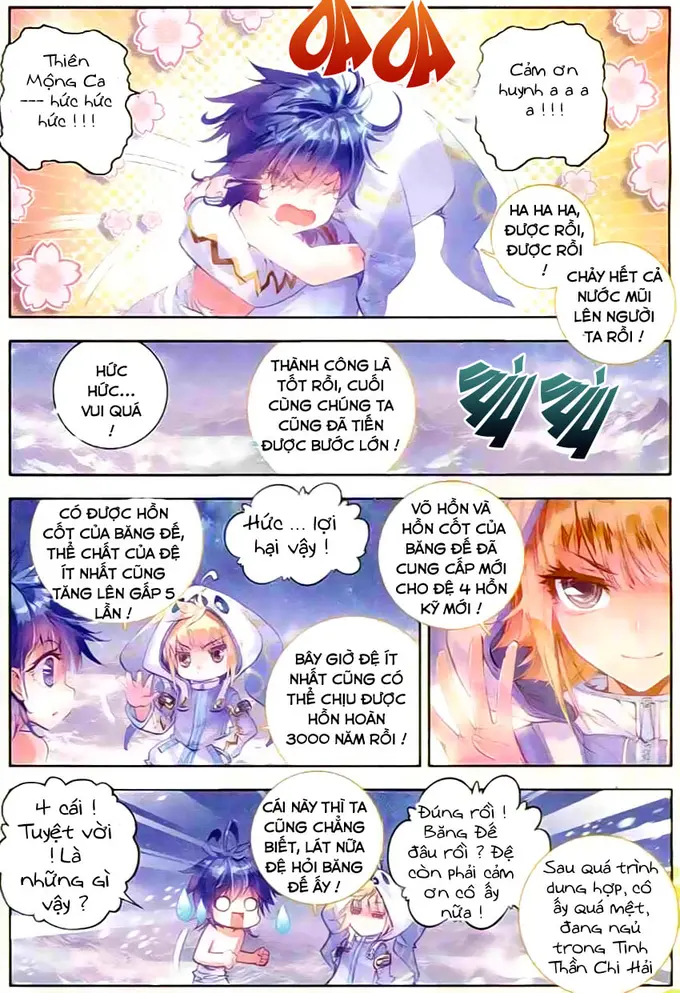 OA OA
Thiên
Mộng Ca
--- hức hức
hức ! ! !
Cảm ơn
huynh a a a
a ! ! !
HA HA HA,
ĐƯỢC RỒI,
ĐƯỢC RỒI
!
CHẢY HẾT CẢ
NƯỚC MŨI
LÊN NGƯỜI
TA RỒI !
HỨC
HỨC...
VUI QUÁ
!
THÀNH CÔNG LÀ
TỐT RỒI, CUỐI
CÙNG CHÚNG TA
CŨNG ĐÃ TIẾN
ĐƯỢC BƯỚC LỚN !
CÓ ĐƯỢC HỒN
CỐT CỦA BĂNG ĐẾ,
THỂ CHẤT CỦA ĐỆ
ÍT NHẤT CŨNG
TĂNG LÊN GẤP 5
LẦN !
Hức ... lợi
hại vậy !
BÂY GIỜ ĐỆ ÍT
NHẤT CŨNG CÓ
THỂ CHỊU ĐƯỢC
HỒN HOÀN
3000 NĂM RỒI !
VÕ HỒN VÀ
HỒN CỐT CỦA
BĂNG ĐẾ ĐÃ
CUNG CẤP MỚI
CHO ĐỆ 4 HỒN
KỸ MỚI !
4 cái !
Tuyệt vời
! Là
những gì
vậy ?
CÁI NÀY THÌ TA
CŨNG CHẲNG
BIẾT, LÁT NỮA
ĐỆ HỎI BĂNG
ĐẾ ẤY !
Đúng rồi !
Băng Đế
đâu rồi ? Đệ
còn phải cảm
ơn cô ấy
nữa !
Sau quá trình
dung hợp, cô
ấy quá mệt,
đang ngủ
trong Tinh
Thần Chi Hải